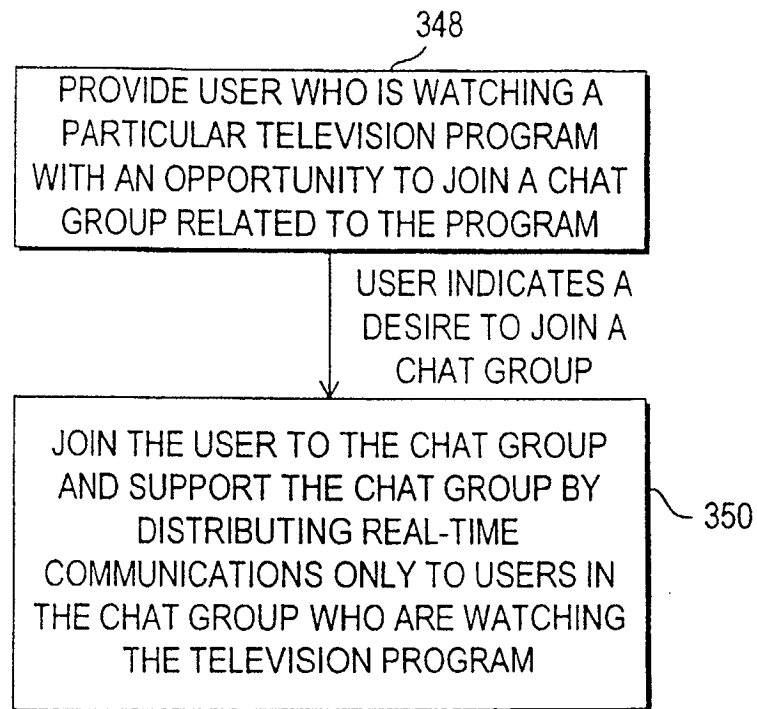 348
PROVIDE USER WHO IS WATCHING A
PARTICULAR TELEVISION PROGRAM
WITH AN OPPORTUNITY TO JOIN A CHAT
GROUP RELATED TO THE PROGRAM
USER INDICATES A
DESIRE TO JOIN A
CHAT GROUP
JOIN THE USER TO THE CHAT GROUP
AND SUPPORT THE CHAT GROUP BY
DISTRIBUTING REAL-TIME
COMMUNICATIONS ONLY TO USERS IN
THE CHAT GROUP WHO ARE WATCHING
THE TELEVISION PROGRAM
350